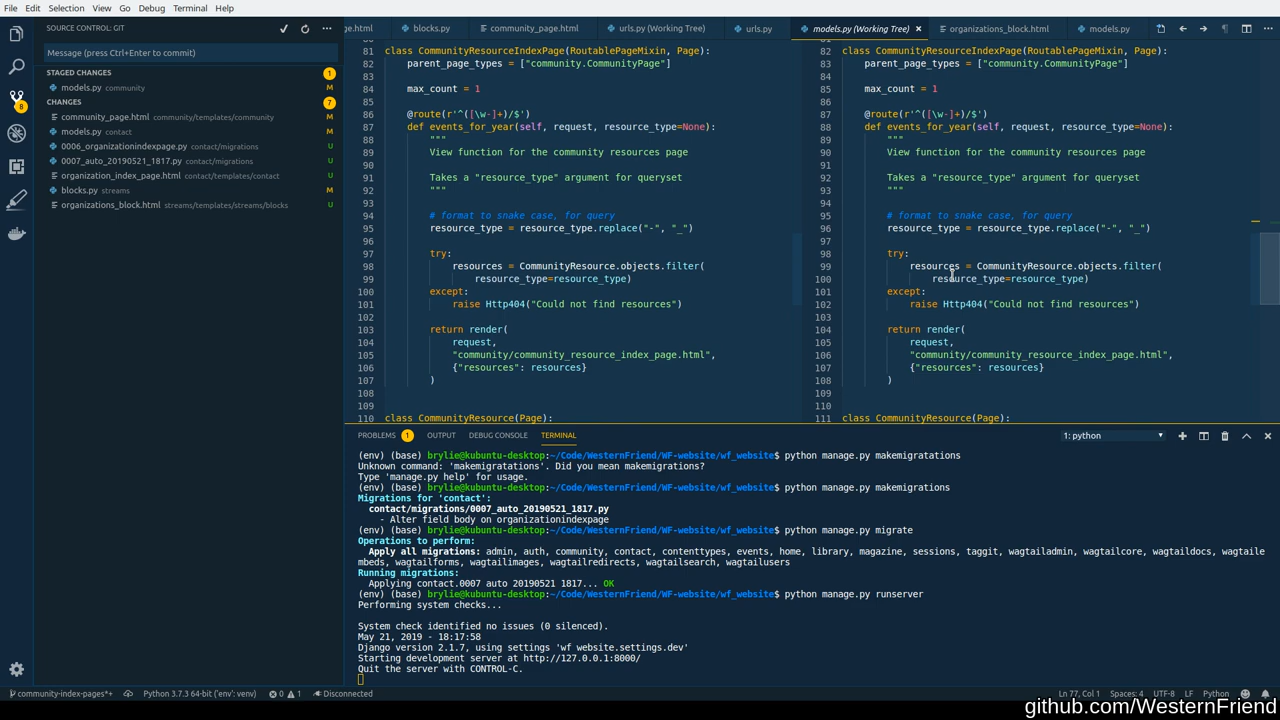 File Edit Selection View Go Debug Terminal Help
SOURCE CONTROL: GIT
Message (press Ctrl+Enter to commit)
STAGED CHANGES 1
models.py community M
CHANGES 7
community_page.html community/templates/community M
models.py contact M
0006_organizationindexpage.py contact/migrations U
0007_auto_20190521_1817.py contact/migrations U
organization_index_page.html contact/templates/contact U
blocks.py streams M
organizations_block.html streams/templates/streams/blocks U
8
ge.html blocks.py community_page.html urls.py (Working Tree) urls.py models.py (Working Tree) organizations_block.html models.py
81 class CommunityResourceIndexPage(RoutablePageMixin, Page):
82 parent_page_types = ["community.CommunityPage"]
83
84 max_count = 1
85
86 @route(r'^([\w-]+)/$')
87 def events_for_year(self, request, resource_type=None):
88 """
89 View function for the community resources page
90
91 Takes a "resource_type" argument for queryset
92 """
93
94 # format to snake case, for query
95 resource_type = resource_type.replace("-", "_")
96
97 try:
98 resources = CommunityResource.objects.filter(
99 resource_type=resource_type)
100 except:
101 raise Http404("Could not find resources")
102
103 return render(
104 request,
105 "community/community_resource_index_page.html",
106 {"resources": resources}
107 )
108
109
110 class CommunityResource(Page):
82 class CommunityResourceIndexPage(RoutablePageMixin, Page):
83 parent_page_types = ["community.CommunityPage"]
84
85 max_count = 1
86
87 @route(r'^([\w-]+)/$')
88 def events_for_year(self, request, resource_type=None):
89 """
90 View function for the community resources page
91
92 Takes a "resource_type" argument for queryset
93 """
94
95 # format to snake case, for query
96 resource_type = resource_type.replace("-", "_")
97
98 try:
99 resources = CommunityResource.objects.filter(
100 resource_type=resource_type)
101 except:
102 raise Http404("Could not find resources")
103
104 return render(
105 request,
106 "community/community_resource_index_page.html",
107 {"resources": resources}
108 )
109
110
111 class CommunityResource(Page):
PROBLEMS 1 OUTPUT DEBUG CONSOLE TERMINAL 1: python
(env) (base) brylie@kubuntu-desktop:~/Code/WesternFriend/WF-website/wf_website$ python manage.py makemigratations
Unknown command: 'makemigratations'. Did you mean makemigrations?
Type 'manage.py help' for usage.
(env) (base) brylie@kubuntu-desktop:~/Code/WesternFriend/WF-website/wf_website$ python manage.py makemigrations
Migrations for 'contact':
contact/migrations/0007_auto_20190521_1817.py
- Alter field body on organizationindexpage
(env) (base) brylie@kubuntu-desktop:~/Code/WesternFriend/WF-website/wf_website$ python manage.py migrate
Operations to perform:
Apply all migrations: admin, auth, community, contact, contenttypes, events, home, library, magazine, sessions, taggit, wagtailadmin, wagtailcore, wagtaildocs, wagtaile
mbeds, wagtailforms, wagtailimages, wagtailredirects, wagtailsearch, wagtailusers
Running migrations:
Applying contact.0007 auto 20190521 1817... OK
(env) (base) brylie@kubuntu-desktop:~/Code/WesternFriend/WF-website/wf_website$ python manage.py runserver
Performing system checks...
System check identified no issues (0 silenced).
May 21, 2019 - 18:17:58
Django version 2.1.7, using settings 'wf website.settings.dev'
Starting development server at http://127.0.0.1:8000/
Quit the server with CONTROL-C.
community-index-pages*+ Python 3.7.3 64-bit ('env': venv) 0 1 Disconnected Ln 77, Col 1 Spaces: 4 UTF-8 LF Python
github.com/WesternFriend